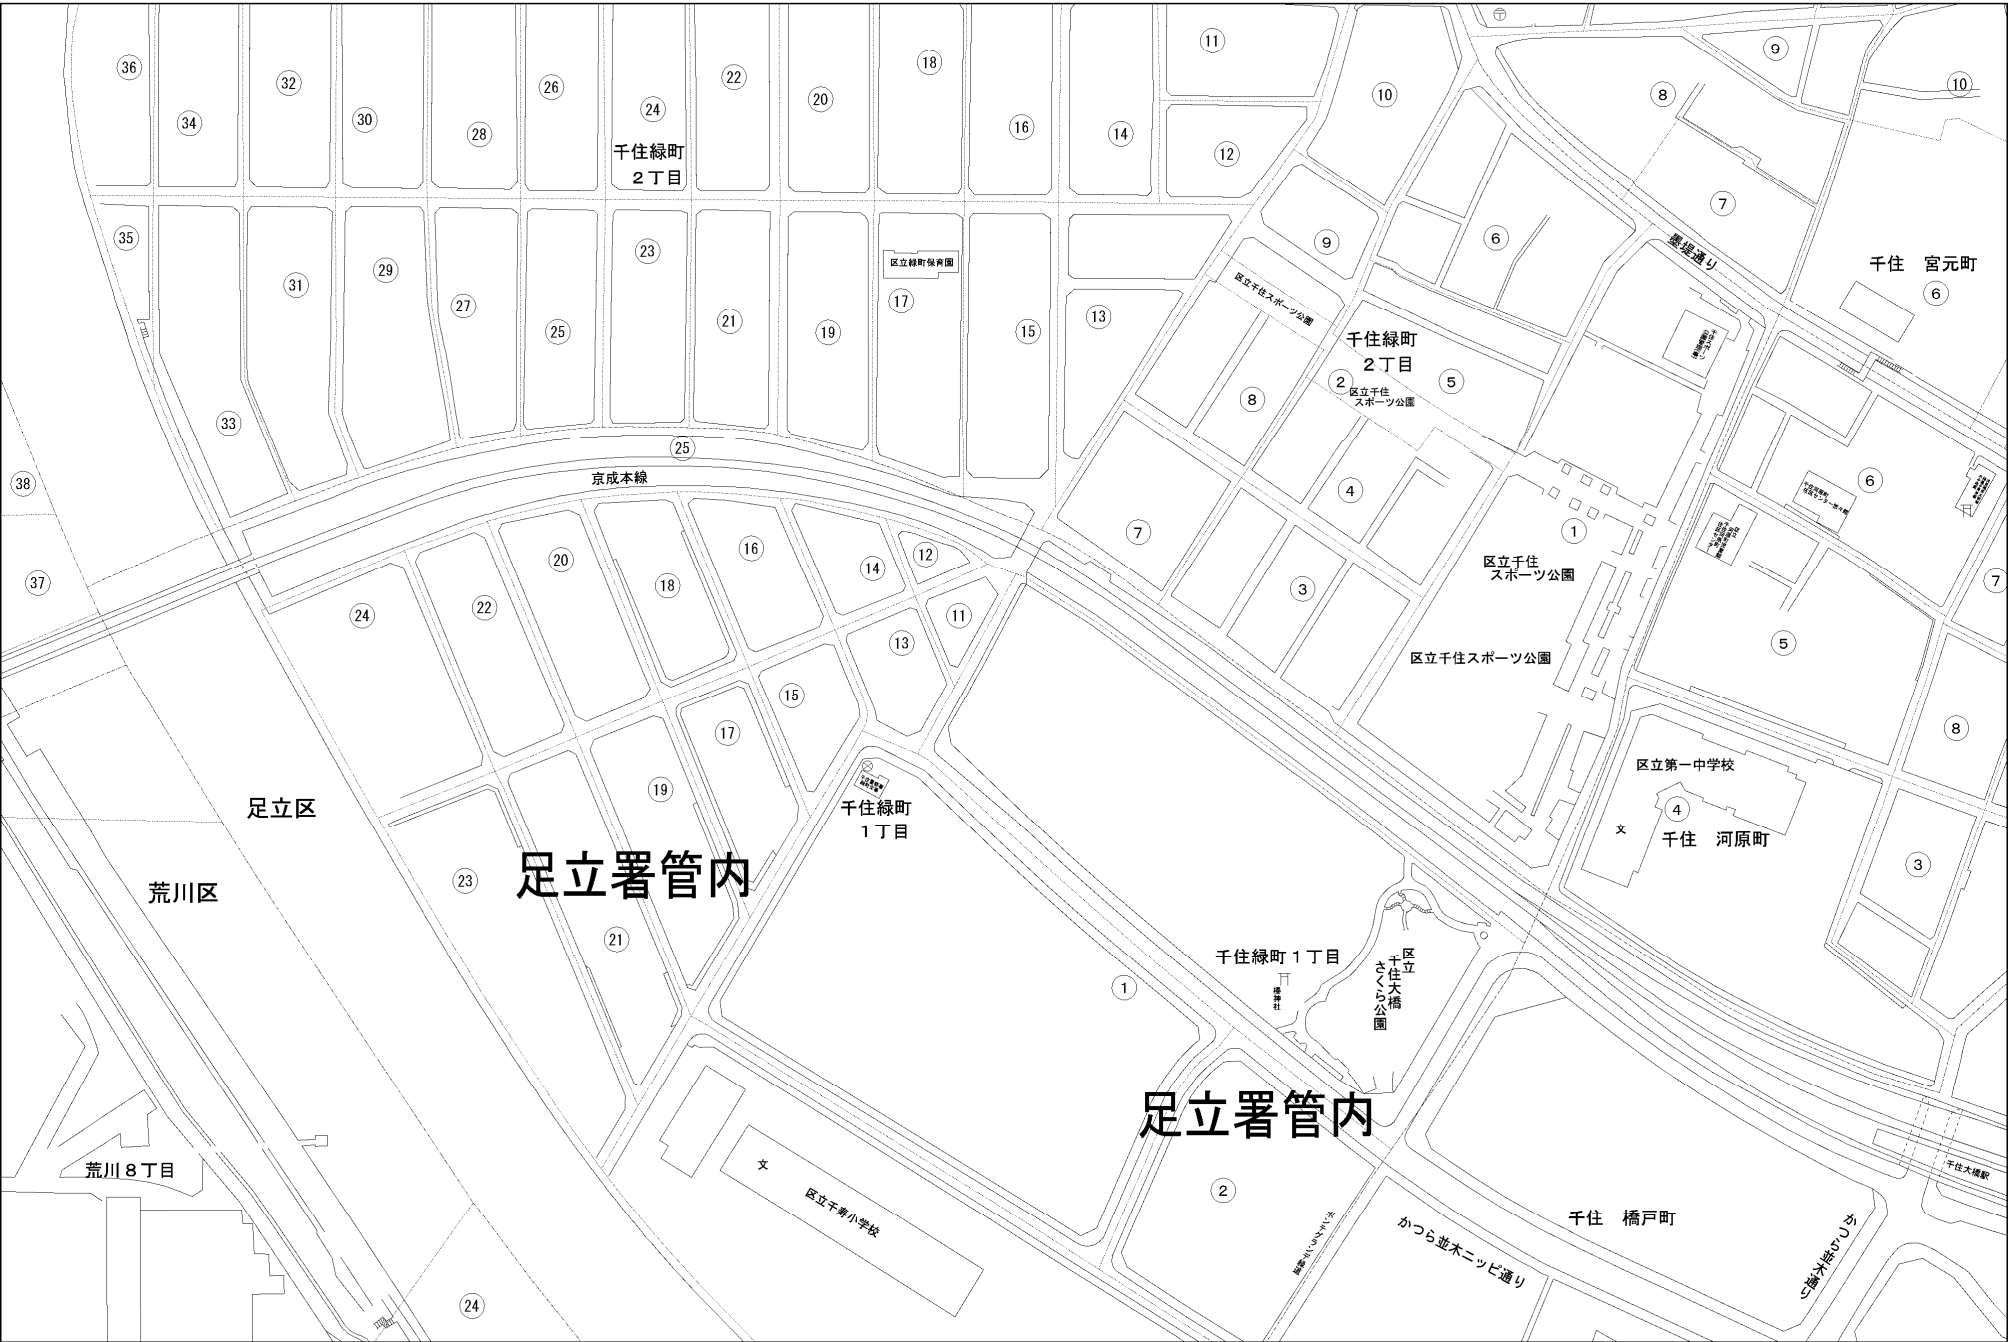 ㊱
㉜
㉖
㉒
⑱
⑪
⑨
⑩
⑧
⑩
㉞
㉚
㉘
㉔
⑳
⑯
⑭
⑫
千住緑町
２丁目
⑦
㉟
㉛
㉙
㉗
㉓
㉕
㉑
⑲
区立緑町保育園
⑰
⑮
⑬
⑨
⑥
墨堤通り
千住　宮元町
⑥
区立千住スポーツ公園
千住緑町
２丁目
②
⑤
区立千住
スポーツ公園
⑧
㉝
㉕
京成本線
㊳
㊲
④
⑦
③
①
⑥
⑦
⑤
⑧
区立千住
スポーツ公園
区立千住スポーツ公園
㉔
㉒
⑳
⑱
⑯
⑭
⑫
⑪
⑬
⑮
⑰
⑲
㉓
㉑
千住緑町
１丁目
足立区
荒川区
足立署管内
区立第一中学校
④
文
千住　河原町
③
①
千住緑町１丁目
区立
千住大橋
さくら公園
足立署管内
荒川８丁目
文
区立千寿小学校
㉔
②
ポンテグランデ緑道
かつら並木ニッピ通り
千住　橋戸町
かつら並木通り
千住大橋駅